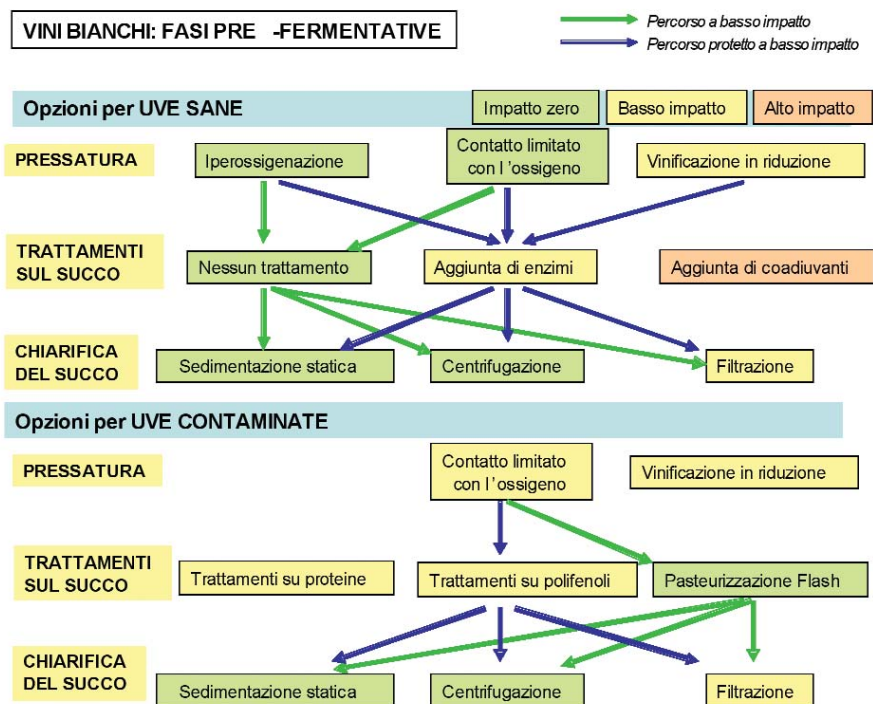 VINI BIANCHI: FASI PRE -FERMENTATIVE
Percorso a basso impatto
Percorso protetto a basso impatto
Opzioni per UVE SANE
Impatto zero
Basso impatto
Alto impatto
PRESSATURA
Iperossigenazione
Contatto limitato
con l'ossigeno
Vinificazione in riduzione
TRATTAMENTI
SUL SUCCO
Nessun trattamento
Aggiunta di enzimi
Aggiunta di coadiuvanti
CHIARIFICA
DEL SUCCO
Sedimentazione statica
Centrifugazione
Filtrazione
Opzioni per UVE CONTAMINATE
PRESSATURA
Contatto limitato
con l'ossigeno
Vinificazione in riduzione
TRATTAMENTI
SUL SUCCO
Trattamenti su proteine
Trattamenti su polifenoli
Pasteurizzazione Flash
CHIARIFICA
DEL SUCCO
Sedimentazione statica
Centrifugazione
Filtrazione